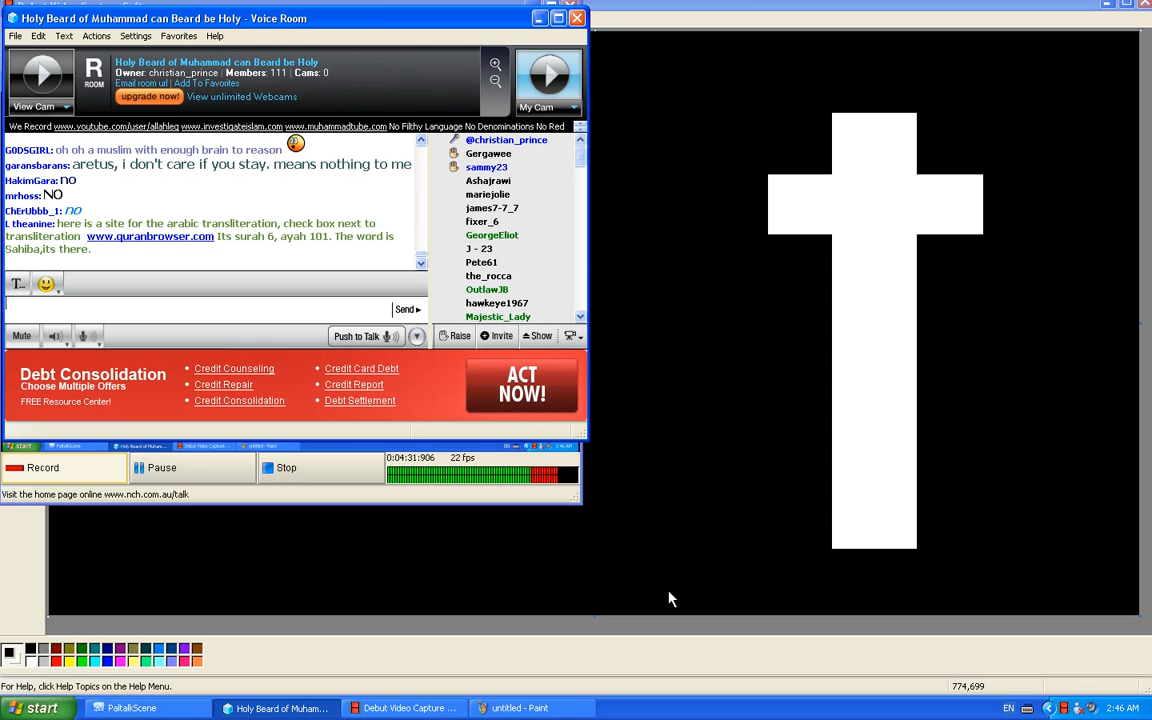 Holy Beard of Muhammad can Beard be Holy - Voice Room
File Edit Text Actions Settings Favorites Help
Holy Beard of Muhammad can Beard be Holy
R
ROOM
Owner: christian_prince | Members: 111 | Cams: 0
Email room url | Add To Favorites
upgrade now! View unlimited Webcams
View Cam
My Cam
We Record www.youtube.com/user/allahleg www.investigateislam.com www.muhammadtube.com No Filthy Language No Denominations No Red
G0DSGIRL: oh oh a muslim with enough brain to reason
garansbarans: aretus, i don't care if you stay. means nothing to me
HakimGara: no
mrhoss: NO
ChErUbbb_1: no
L theanine: here is a site for the arabic transliteration, check box next to
transliteration www.quranbrowser.com Its surah 6, ayah 101. The word is
Sahiba,its there.
@christian_prince
Gergawee
sammy23
Ashajrawi
mariejolie
james7-7_7
fixer_6
GeorgeEliot
J - 23
Pete61
the_rocca
OutlawJB
hawkeye1967
Majestic_Lady
T...
Send
Mute
Push to Talk
Raise Invite Show
Debt Consolidation
Choose Multiple Offers
FREE Resource Center!
• Credit Counseling
• Credit Repair
• Credit Consolidation
• Credit Card Debt
• Credit Report
• Debt Settlement
ACT
NOW!
start
2:46 AM
Record Pause Stop
0:04:31:906 22 fps
Visit the home page online www.nch.com.au/talk
For Help, click Help Topics on the Help Menu.
774,699
start PaltalkScene Holy Beard of Muham... Debut Video Capture ... untitled - Paint EN 2:46 AM